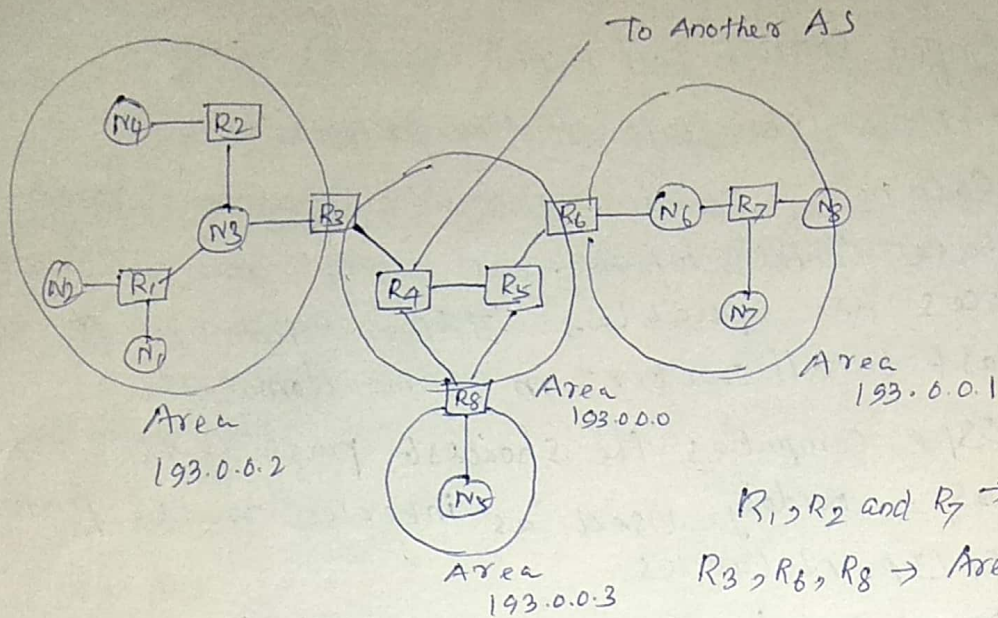 To Another AS
N4 R2
R3
R6 N6 R7 N8
N3
N2 R1
R4 R5
N7
N1
R8
Area
193.0.0.2
Area
193.0.0.0
Area
193.0.0.1
N5
Area
193.0.0.3
R1, R2 and R7 →
R3, R6, R8 →